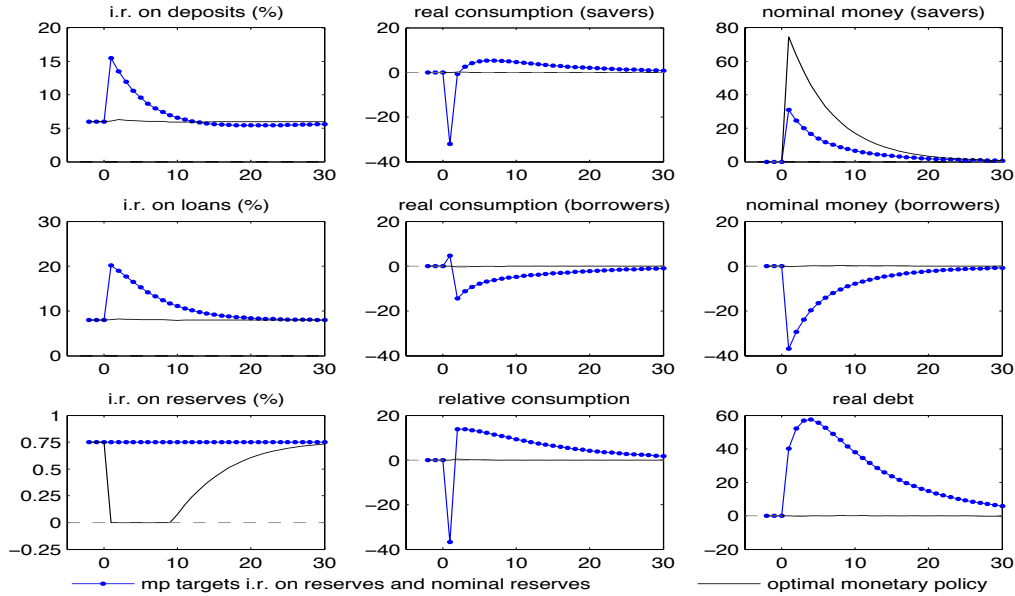 i.r. on deposits (%)
real consumption (savers)
nominal money (savers)
20
15
10
5
0
0 10 20 30
20
0
−20
−40
0 10 20 30
80
60
40
20
0
0 10 20 30
i.r. on loans (%)
real consumption (borrowers)
nominal money (borrowers)
30
20
10
0
0 10 20 30
20
0
−20
−40
0 10 20 30
20
0
−20
−40
0 10 20 30
i.r. on reserves (%)
relative consumption
real debt
1
0.75
0.5
0.25
0
−0.25
0 10 20 30
20
0
−20
−40
0 10 20 30
60
40
20
0
−20
0 10 20 30
mp targets i.r. on reserves and nominal reserves
optimal monetary policy